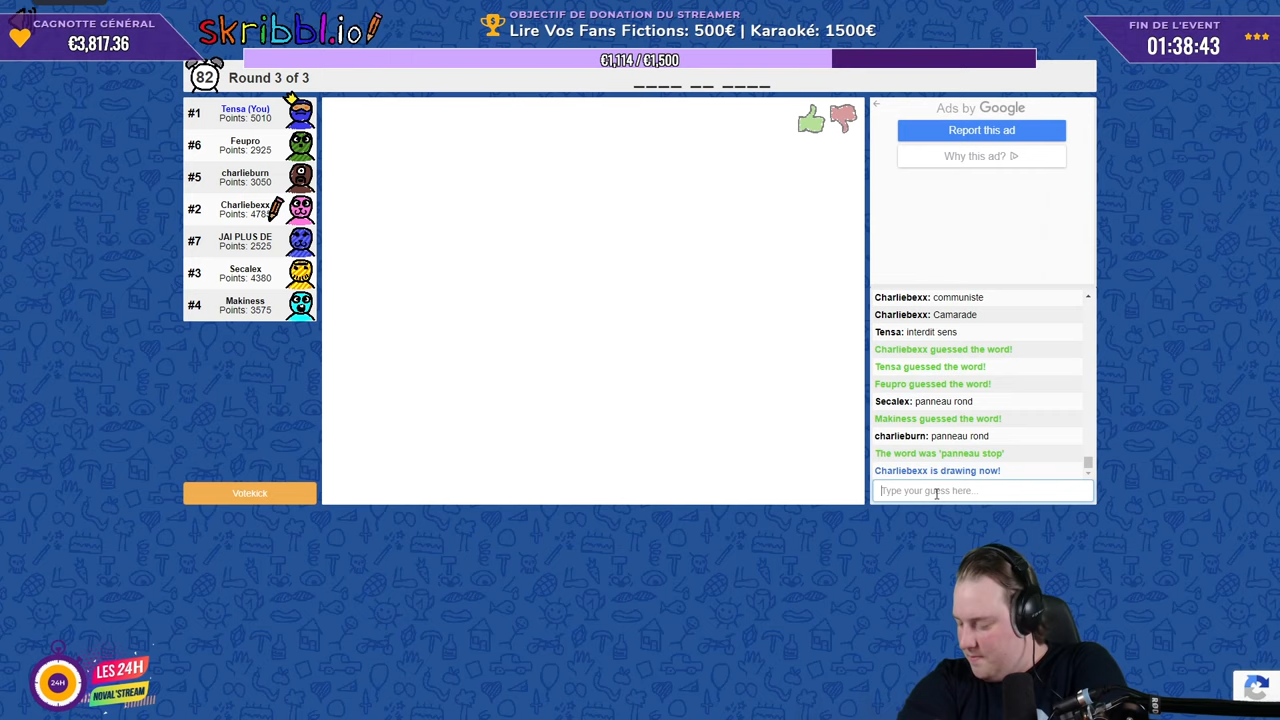 CAGNOTTE GÉNÉRAL
€3,817.36
skribbl.io
OBJECTIF DE DONATION DU STREAMER
Lire Vos Fans Fictions: 500€ | Karaoké: 1500€
€1,114 / €1,500
FIN DE L'EVENT
01:38:43
82
Round 3 of 3
#1
Tensa (You)
Points: 5010
#6
Feupro
Points: 2925
#5
charlieburn
Points: 3050
#2
Charliebexx
Points: 478
#7
JAI PLUS DE
Points: 2525
#3
Secalex
Points: 4380
#4
Makiness
Points: 3575
Votekick
Ads by Google
Report this ad
Why this ad?
Charliebexx: communiste
Charliebexx: Camarade
Tensa: interdit sens
Charliebexx guessed the word!
Tensa guessed the word!
Feupro guessed the word!
Secalex: panneau rond
Makiness guessed the word!
charlieburn: panneau rond
The word was 'panneau stop'
Charliebexx is drawing now!
Type your guess here...
24H
LES 24H
NOVAL'STREAM